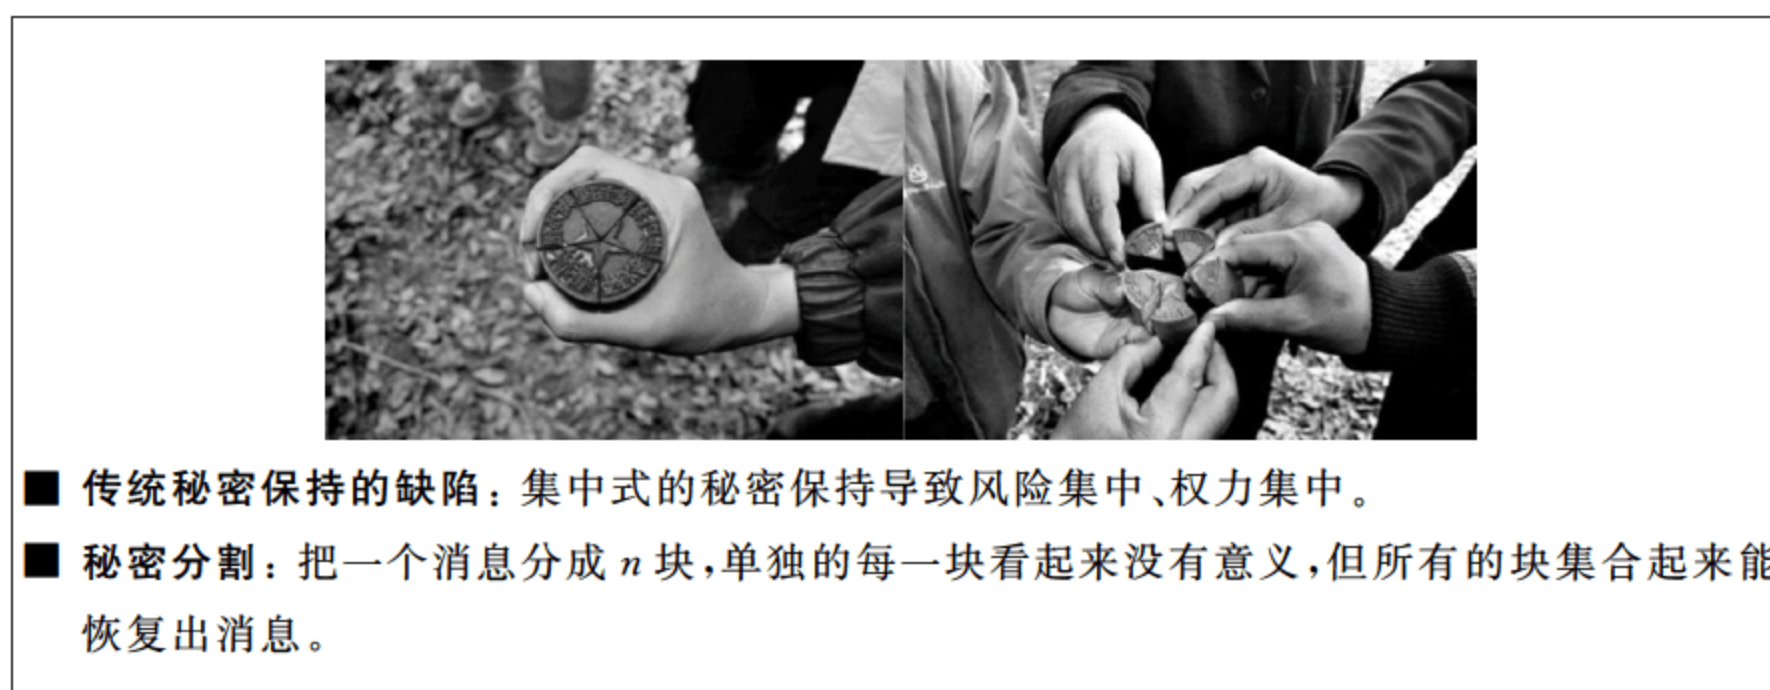 ■ 传统秘密保持的缺陷：集中式的秘密保持导致风险集中、权力集中。
■ 秘密分割：把一个消息分成 n 块,单独的每一块看起来没有意义,但所有的块集合起来能
恢复出消息。